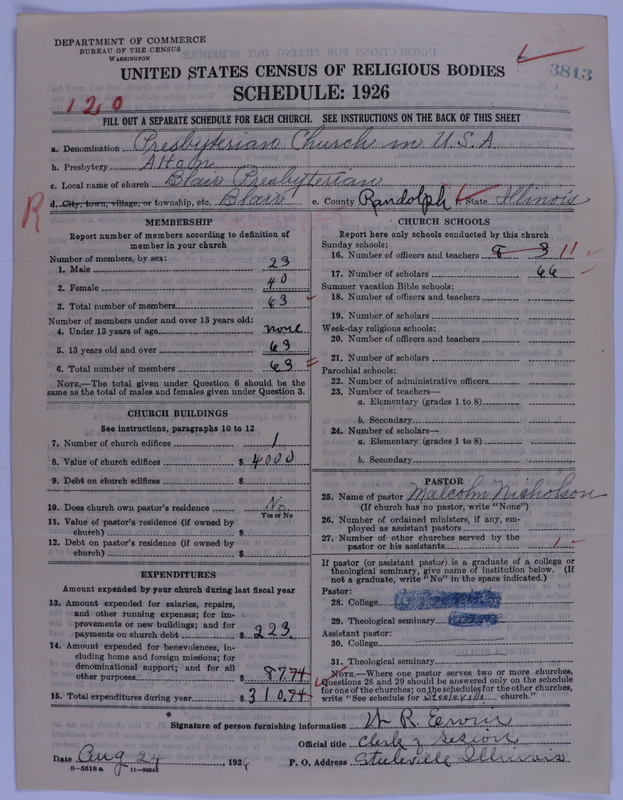 DEPARTMENT OF COMMERCE
BUREAU OF THE CENSUS
WASHINGTON
3813
UNITED STATES CENSUS OF RELIGIOUS BODIES
SCHEDULE: 1926
120
FILL OUT A SEPARATE SCHEDULE FOR EACH CHURCH. SEE INSTRUCTIONS ON THE BACK OF THIS SHEET
a. Denomination Presbyterian Church in U.S.A
b. Presbytery Alton
c. Local name of church Blair Presbyterian
d. City, town, village, or township, etc. Blair e. County Randolph State Illinois
R
MEMBERSHIP
Report number of members according to definition of
member in your church
Number of members, by sex:
1. Male 23
2. Female 40
3. Total number of members 63
Number of members under and over 13 years old:
4. Under 13 years of age none
5. 13 years old and over 63
6. Total number of members 63
NOTE.—The total given under Question 6 should be the
same as the total of males and females given under Question 3.
CHURCH BUILDINGS
See instructions, paragraphs 10 to 12
7. Number of church edifices 1
8. Value of church edifices $ 4000
9. Debt on church edifices $
10. Does church own pastor's residence No
Yes or No
11. Value of pastor's residence (if owned by
church) $
12. Debt on pastor's residence (if owned by
church) $
EXPENDITURES
Amount expended by your church during last fiscal year
13. Amount expended for salaries, repairs,
and other running expenses; for im-
provements or new buildings; and for
payments on church debt $ 223
14. Amount expended for benevolences, in-
cluding home and foreign missions; for
denominational support; and for all
other purposes $ 87.74
15. Total expenditures during year $ 310.74
CHURCH SCHOOLS
Report here only schools conducted by this church
Sunday schools:
16. Number of officers and teachers 8 3 11
17. Number of scholars 66
Summer vacation Bible schools:
18. Number of officers and teachers
19. Number of scholars
Week-day religious schools:
20. Number of officers and teachers
21. Number of scholars
Parochial schools:
22. Number of administrative officers
23. Number of teachers—
a. Elementary (grades 1 to 8)
b. Secondary
24. Number of scholars—
a. Elementary (grades 1 to 8)
b. Secondary
PASTOR
25. Name of pastor Malcolm Nicholson
(If church has no pastor, write "None")
26. Number of ordained ministers, if any, em-
ployed as assistant pastors
27. Number of other churches served by the
pastor or his assistants 1
If pastor (or assistant pastor) is a graduate of a college or
theological seminary, give name of institution below. (If
not a graduate, write "No" in the space indicated.)
Pastor:
28. College
29. Theological seminary
Assistant pastor:
30. College
31. Theological seminary
NOTE.—Where one pastor serves two or more churches,
Questions 28 and 29 should be answered only on the schedule
for one of the churches; on the schedules for the other churches,
write "See schedule for Steeleville church."
Signature of person furnishing information W R. Erwin
Official title Clerk of Session
Date Aug 24, 1926 P. O. Address Steeleville Illinois
8—5518a 11—9054